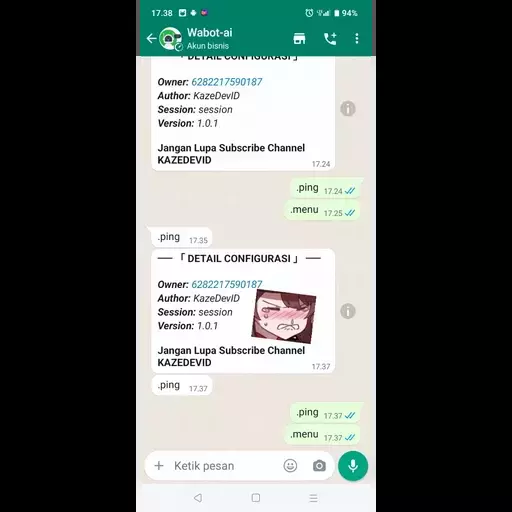 17.38
94%
Wabot-ai
Akun bisnis
「 DETAIL CONFIGURASI 」
Owner: 6282217590187
Author: KazeDevID
Session: session
Version: 1.0.1
Jangan Lupa Subscribe Channel
KAZEDEVID
17.24
.ping 17.24
.menu 17.25
.ping 17.35
「 DETAIL CONFIGURASI 」
Owner: 6282217590187
Author: KazeDevID
Session: session
Version: 1.0.1
Jangan Lupa Subscribe Channel
KAZEDEVID
17.37
.ping 17.37
.ping 17.37
.menu 17.37
Ketik pesan